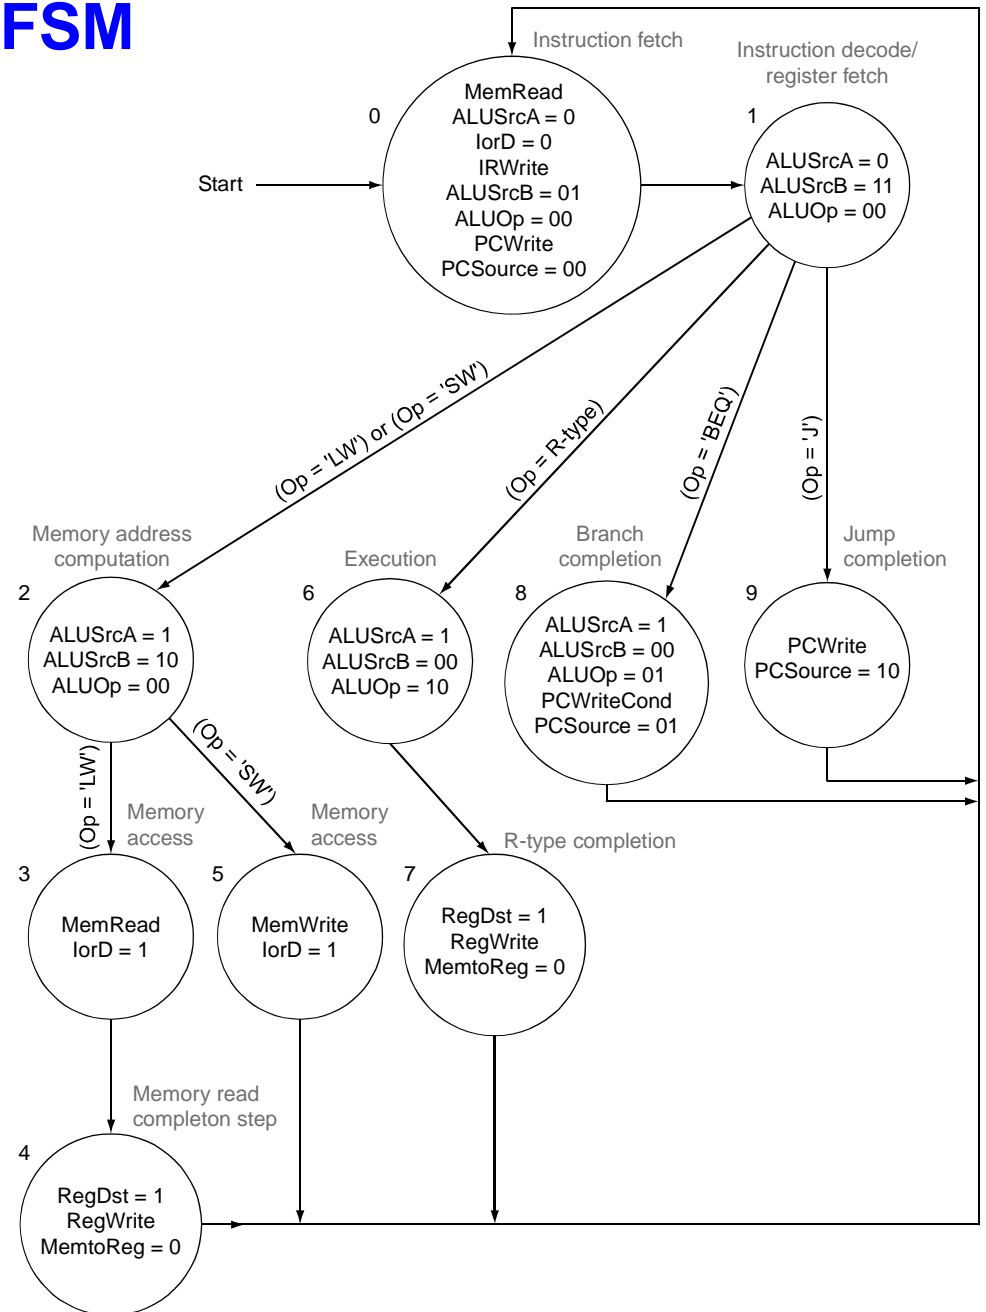 FSM
Instruction fetch
Instruction decode/
register fetch
0
MemRead
ALUSrcA = 0
IorD = 0
IRWrite
ALUSrcB = 01
ALUOp = 00
PCWrite
PCSource = 00
1
ALUSrcA = 0
ALUSrcB = 11
ALUOp = 00
Start
(Op = 'LW') or (Op = 'SW')
(Op = R-type)
(Op = 'BEQ')
(Op = 'J')
Memory address
computation
2
ALUSrcA = 1
ALUSrcB = 10
ALUOp = 00
Execution
6
ALUSrcA = 1
ALUSrcB = 00
ALUOp = 10
Branch
completion
8
ALUSrcA = 1
ALUSrcB = 00
ALUOp = 01
PCWriteCond
PCSource = 01
Jump
completion
9
PCWrite
PCSource = 10
(Op = 'LW')
(Op = 'SW')
Memory
access
3
MemRead
IorD = 1
Memory
access
5
MemWrite
IorD = 1
R-type completion
7
RegDst = 1
RegWrite
MemtoReg = 0
Memory read
completon step
4
RegDst = 1
RegWrite
MemtoReg = 0